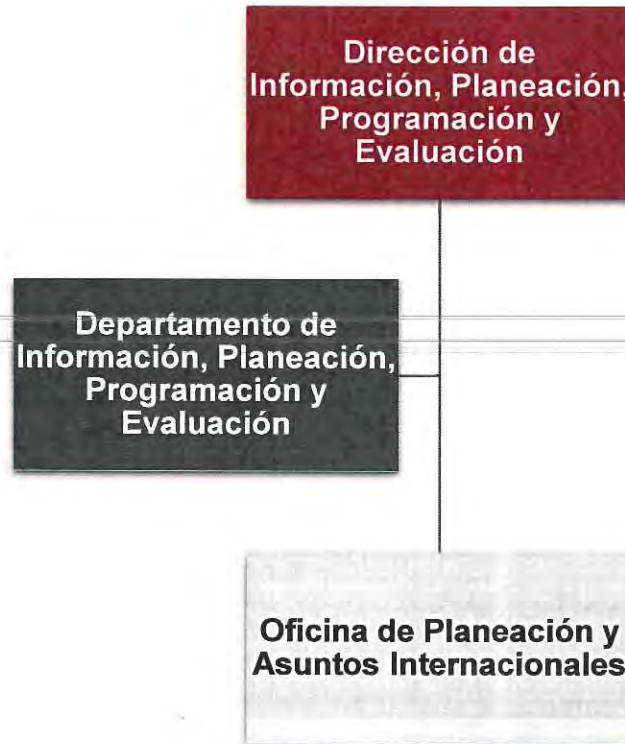 Dirección de
Información, Planeación,
Programación y
Evaluación
Departamento de
Información, Planeación,
Programación y
Evaluación
Oficina de Planeación y
Asuntos Internacionales